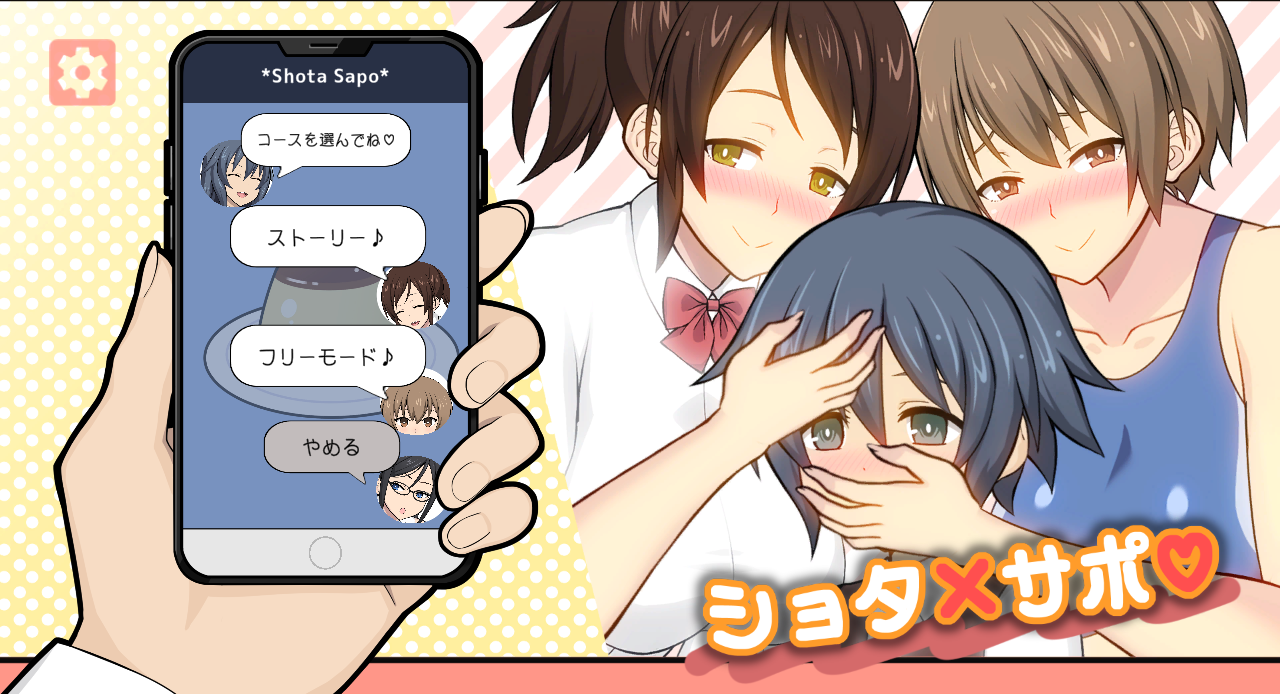 *Shota Sapo*
コースを選んでね♡
ストーリー♪
フリーモード♪
やめる
ショタ×サポ♡